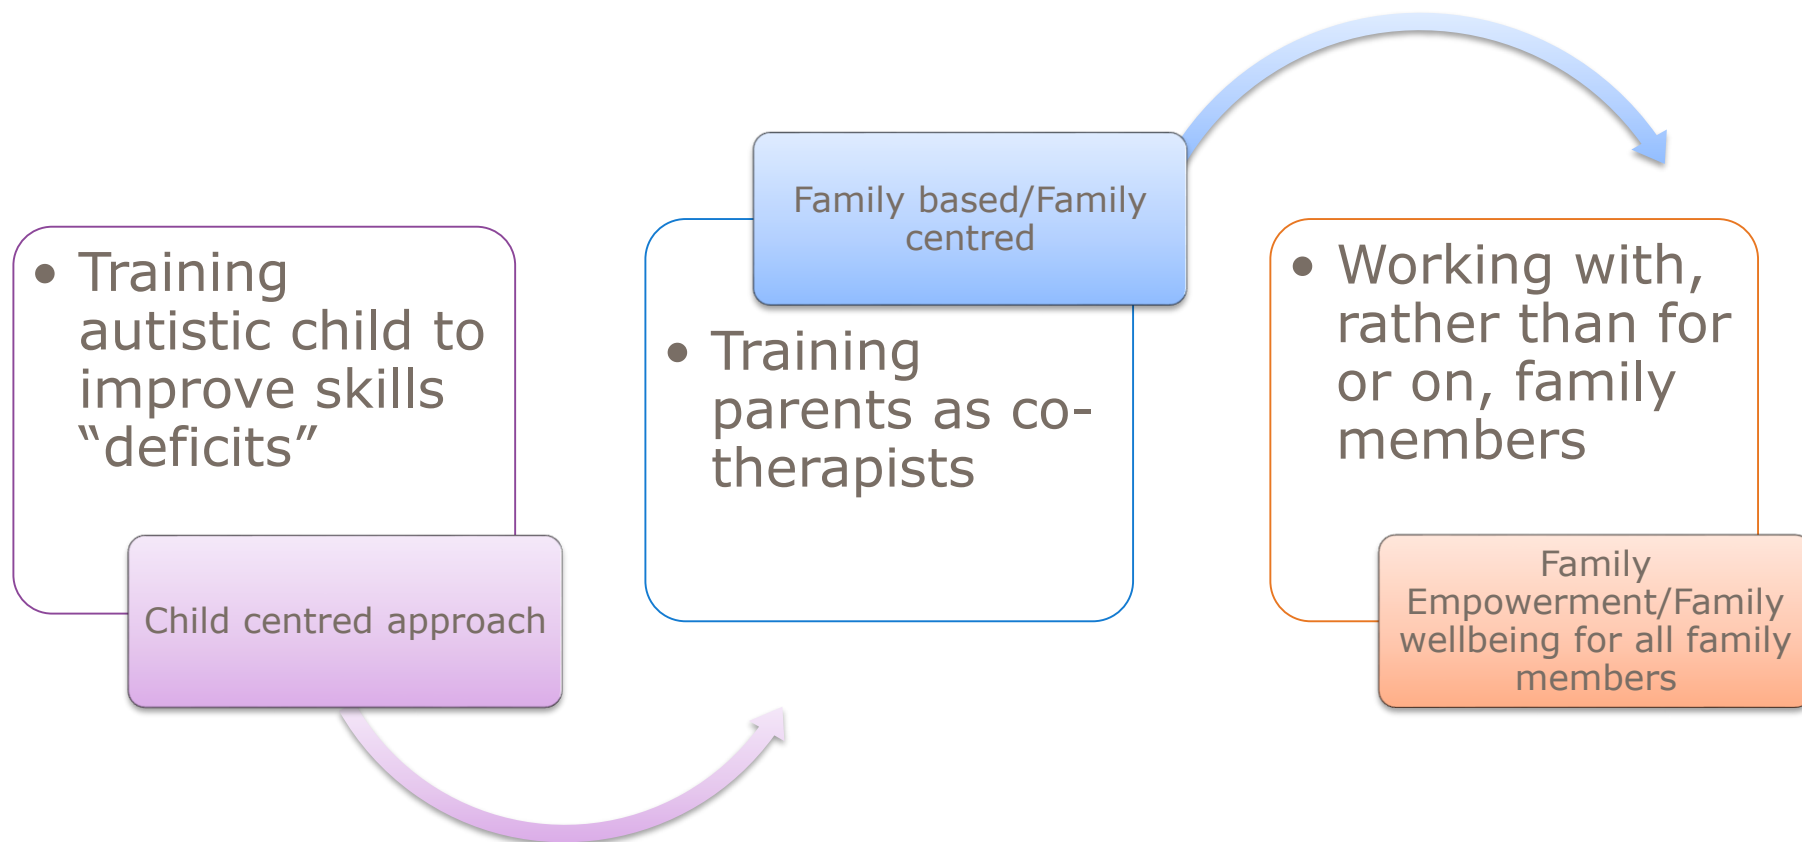 • Training
autistic child to
improve skills
“deficits”
Child centred approach
Family based/Family
centred
• Training
parents as co-
therapists
• Working with,
rather than for
or on, family
members
Family
Empowerment/Family
wellbeing for all family
members